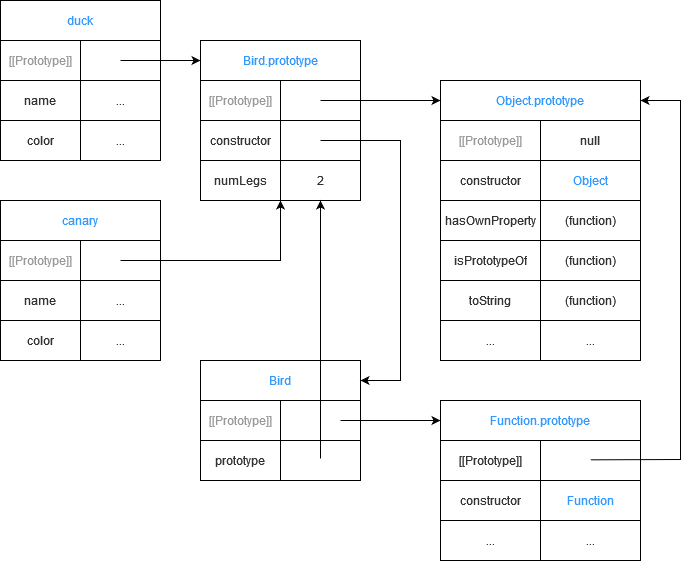 duck
[[Prototype]]
name ...
color ...
Bird.prototype
[[Prototype]]
constructor
numLegs 2
Object.prototype
[[Prototype]] null
constructor Object
hasOwnProperty (function)
isPrototypeOf (function)
toString (function)
... ...
canary
[[Prototype]]
name ...
color ...
Bird
[[Prototype]]
prototype
Function.prototype
[[Prototype]]
constructor Function
... ...